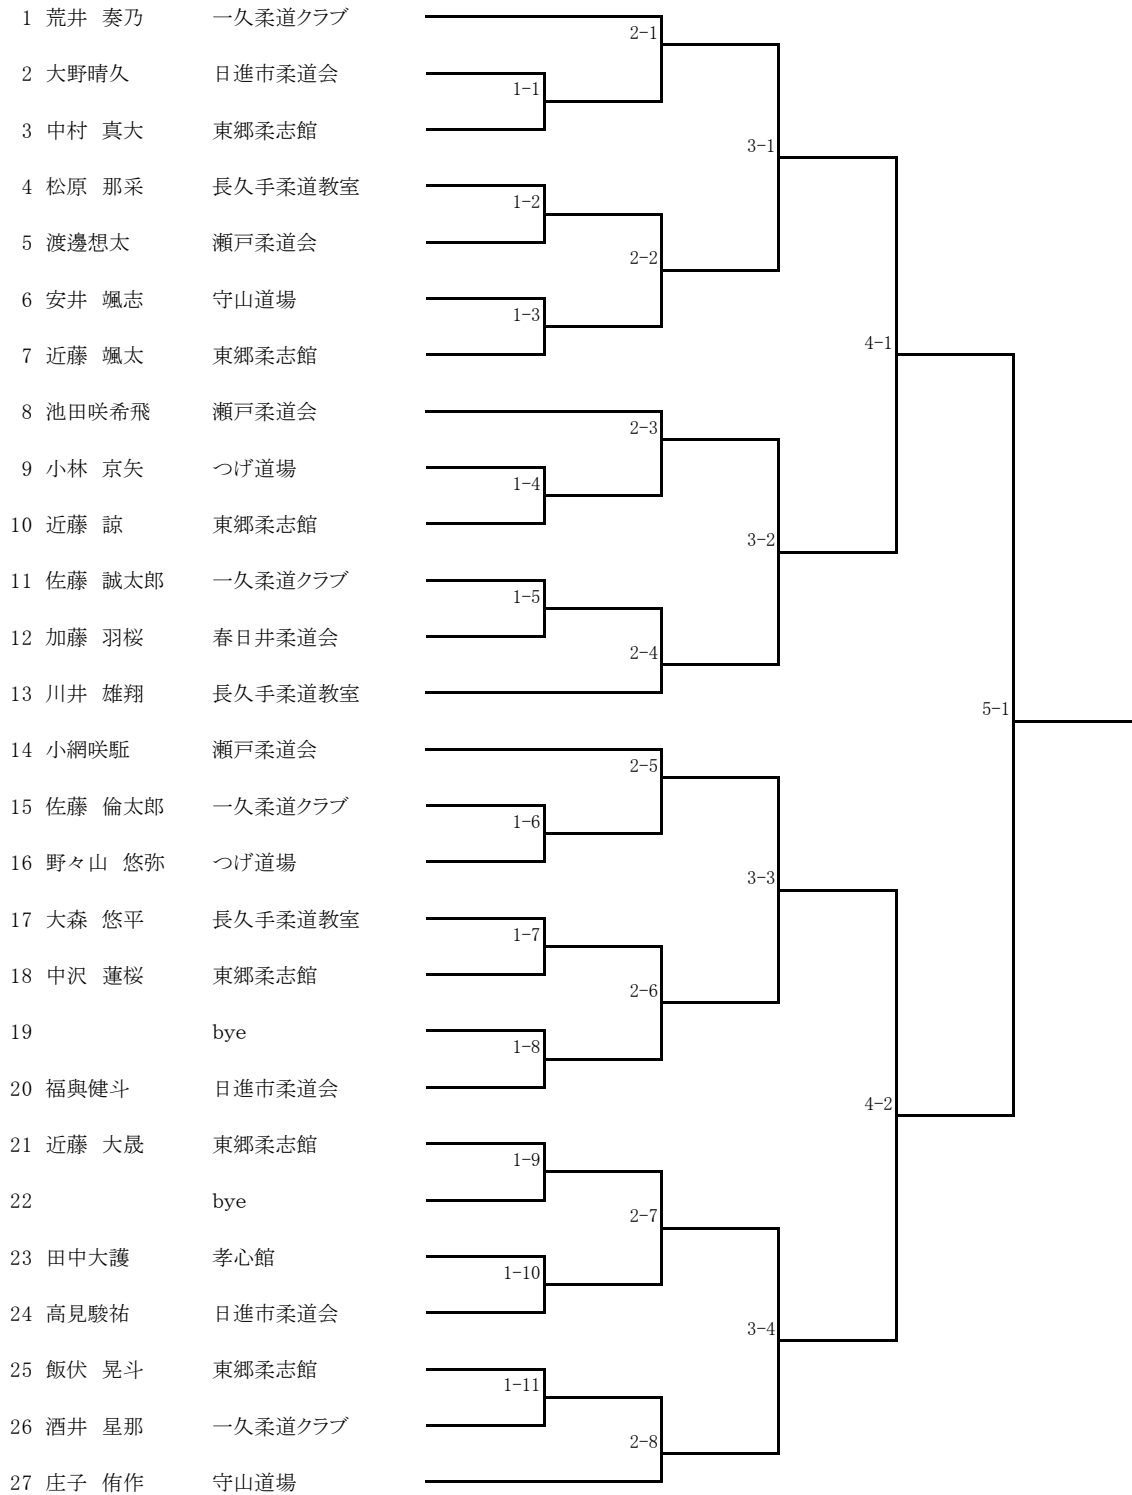 1 荒井 奏乃 一久柔道クラブ
2-1
2 大野晴久 日進市柔道会
1-1
3 中村 真大 東郷柔志館
3-1
4 松原 那采 長久手柔道教室
1-2
5 渡邊想太 瀬戸柔道会
2-2
6 安井 颯志 守山道場
1-3
7 近藤 颯太 東郷柔志館
4-1
8 池田咲希飛 瀬戸柔道会
2-3
9 小林 京矢 つげ道場
1-4
10 近藤 諒 東郷柔志館
3-2
11 佐藤 誠太郎 一久柔道クラブ
1-5
12 加藤 羽桜 春日井柔道会
2-4
13 川井 雄翔 長久手柔道教室
5-1
14 小網咲駈 瀬戸柔道会
2-5
15 佐藤 倫太郎 一久柔道クラブ
1-6
16 野々山 悠弥 つげ道場
3-3
17 大森 悠平 長久手柔道教室
1-7
18 中沢 蓮桜 東郷柔志館
2-6
19 bye
1-8
20 福與健斗 日進市柔道会
4-2
21 近藤 大晟 東郷柔志館
1-9
22 bye
2-7
23 田中大護 孝心館
1-10
24 高見駿祐 日進市柔道会
3-4
25 飯伏 晃斗 東郷柔志館
1-11
26 酒井 星那 一久柔道クラブ
2-8
27 庄子 侑作 守山道場